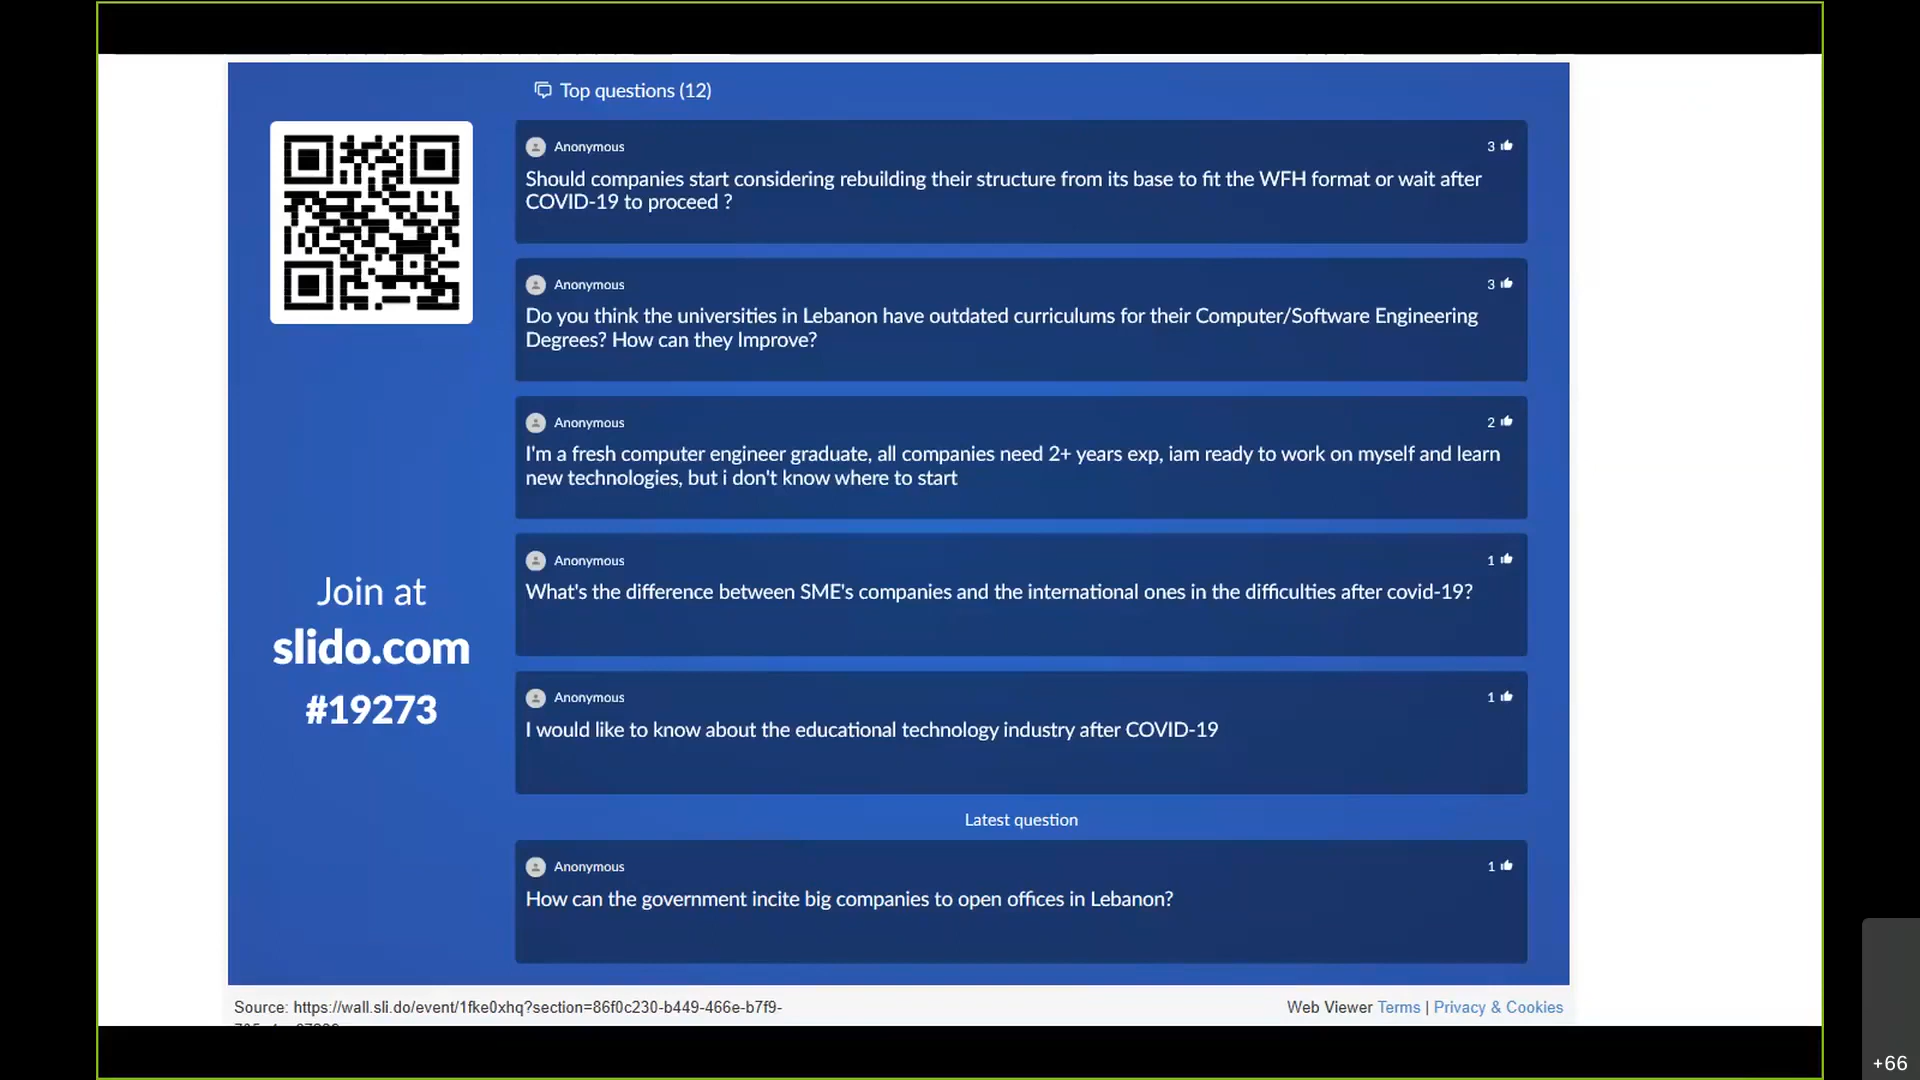 Top questions (12)
Anonymous
3
Should companies start considering rebuilding their structure from its base to fit the WFH format or wait after
COVID-19 to proceed ?
Anonymous
3
Do you think the universities in Lebanon have outdated curriculums for their Computer/Software Engineering
Degrees? How can they Improve?
Anonymous
2
I'm a fresh computer engineer graduate, all companies need 2+ years exp, iam ready to work on myself and learn
new technologies, but i don't know where to start
Anonymous
1
What's the difference between SME's companies and the international ones in the difficulties after covid-19?
Anonymous
1
I would like to know about the educational technology industry after COVID-19
Latest question
Anonymous
1
How can the government incite big companies to open offices in Lebanon?
Join at
slido.com
#19273
Source: https://wall.sli.do/event/1fke0xhq?section=86f0c230-b449-466e-b7f9-
Web Viewer Terms | Privacy & Cookies
+66